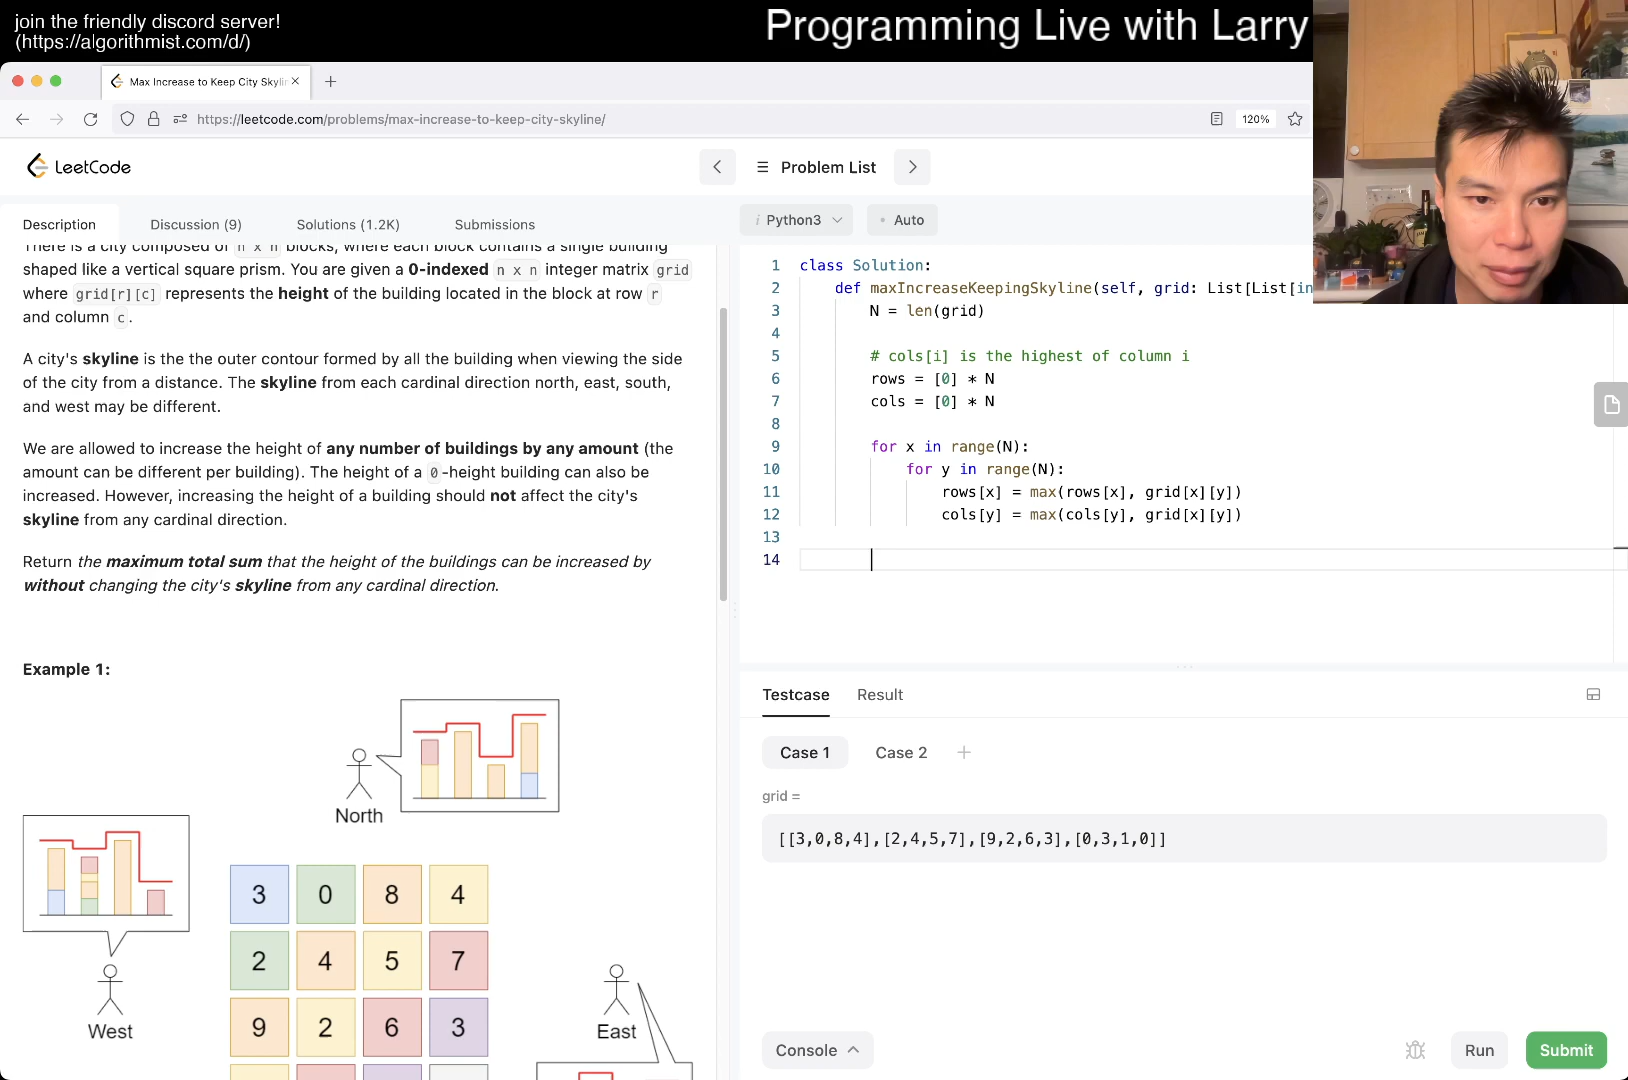 join the friendly discord server!
(https://algorithmist.com/d/)
Programming Live with Larry
Max Increase to Keep City Skylin
https://leetcode.com/problems/max-increase-to-keep-city-skyline/
120%
LeetCode
Problem List
Description
Discussion (9)
Solutions (1.2K)
Submissions
There is a city composed of n x n blocks, where each block contains a single building
shaped like a vertical square prism. You are given a 0-indexed n x n integer matrix grid
where grid[r][c] represents the height of the building located in the block at row r
and column c.
A city's skyline is the the outer contour formed by all the building when viewing the side
of the city from a distance. The skyline from each cardinal direction north, east, south,
and west may be different.
We are allowed to increase the height of any number of buildings by any amount (the
amount can be different per building). The height of a 0-height building can also be
increased. However, increasing the height of a building should not affect the city's
skyline from any cardinal direction.
Return the maximum total sum that the height of the buildings can be increased by
without changing the city's skyline from any cardinal direction.
Example 1:
North
West
East
3 0 8 4
2 4 5 7
9 2 6 3
i Python3
Auto
1 class Solution:
2 def maxIncreaseKeepingSkyline(self, grid: List[List[in
3 N = len(grid)
4
5 # cols[i] is the highest of column i
6 rows = [0] * N
7 cols = [0] * N
8
9 for x in range(N):
10 for y in range(N):
11 rows[x] = max(rows[x], grid[x][y])
12 cols[y] = max(cols[y], grid[x][y])
13
14
Testcase
Result
Case 1
Case 2
grid =
[[3,0,8,4],[2,4,5,7],[9,2,6,3],[0,3,1,0]]
Console
Run
Submit